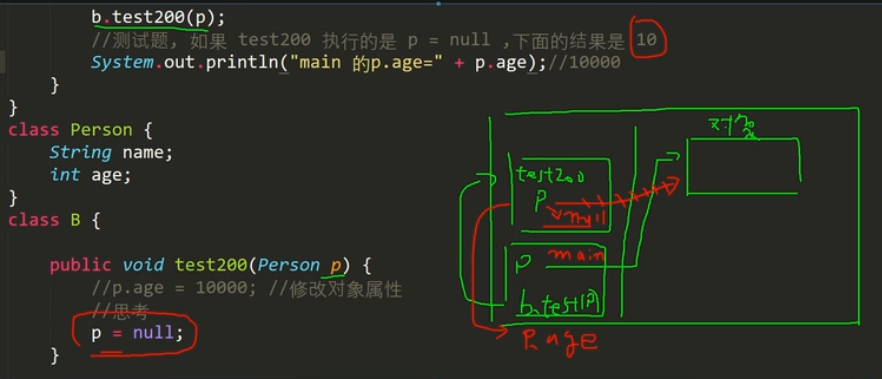 b.test200(p);
//测试题, 如果 test200 执行的是 p = null ,下面的结果是 10
System.out.println("main 的p.age=" + p.age);//10000
}
}
class Person {
String name;
int age;
}
class B {
public void test200(Person p) {
//p.age = 10000; //修改对象属性
//思考
p = null;
}
test200
p
null
p main
b.test(p)
P.age
对象